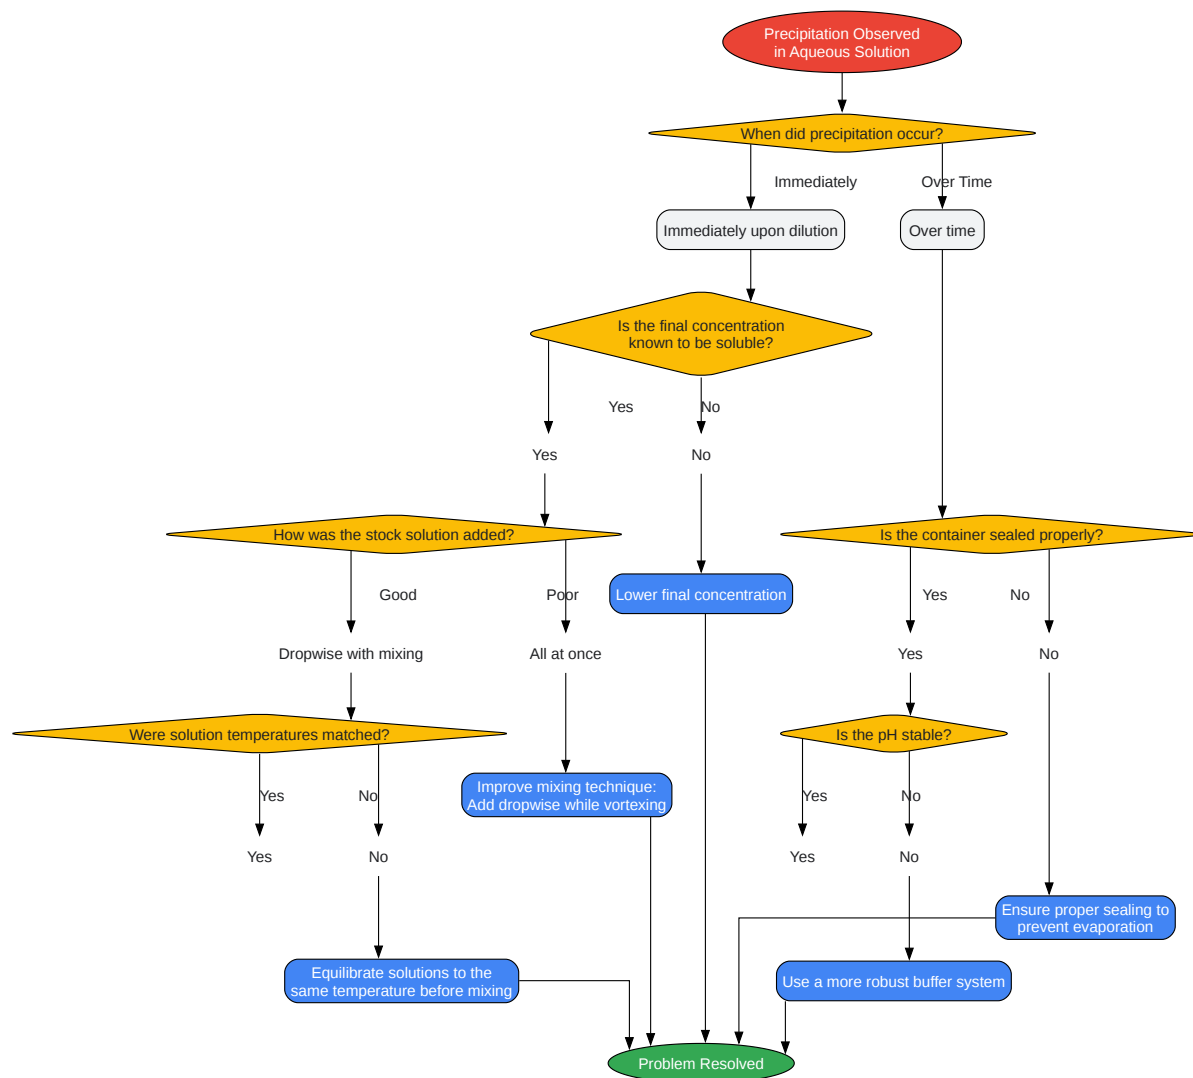 Precipitation Observed
in Aqueous Solution
When did precipitation occur?
Immediately
Over Time
Immediately upon dilution
Over time
Is the final concentration
known to be soluble?
Yes
No
Yes
No
How was the stock solution added?
Is the container sealed properly?
Good
Poor
Lower final concentration
Yes
No
Dropwise with mixing
All at once
Yes
No
Were solution temperatures matched?
Is the pH stable?
Improve mixing technique:
Add dropwise while vortexing
Yes
No
Yes
No
Yes
No
Yes
No
Ensure proper sealing to
prevent evaporation
Equilibrate solutions to the
same temperature before mixing
Use a more robust buffer system
Problem Resolved